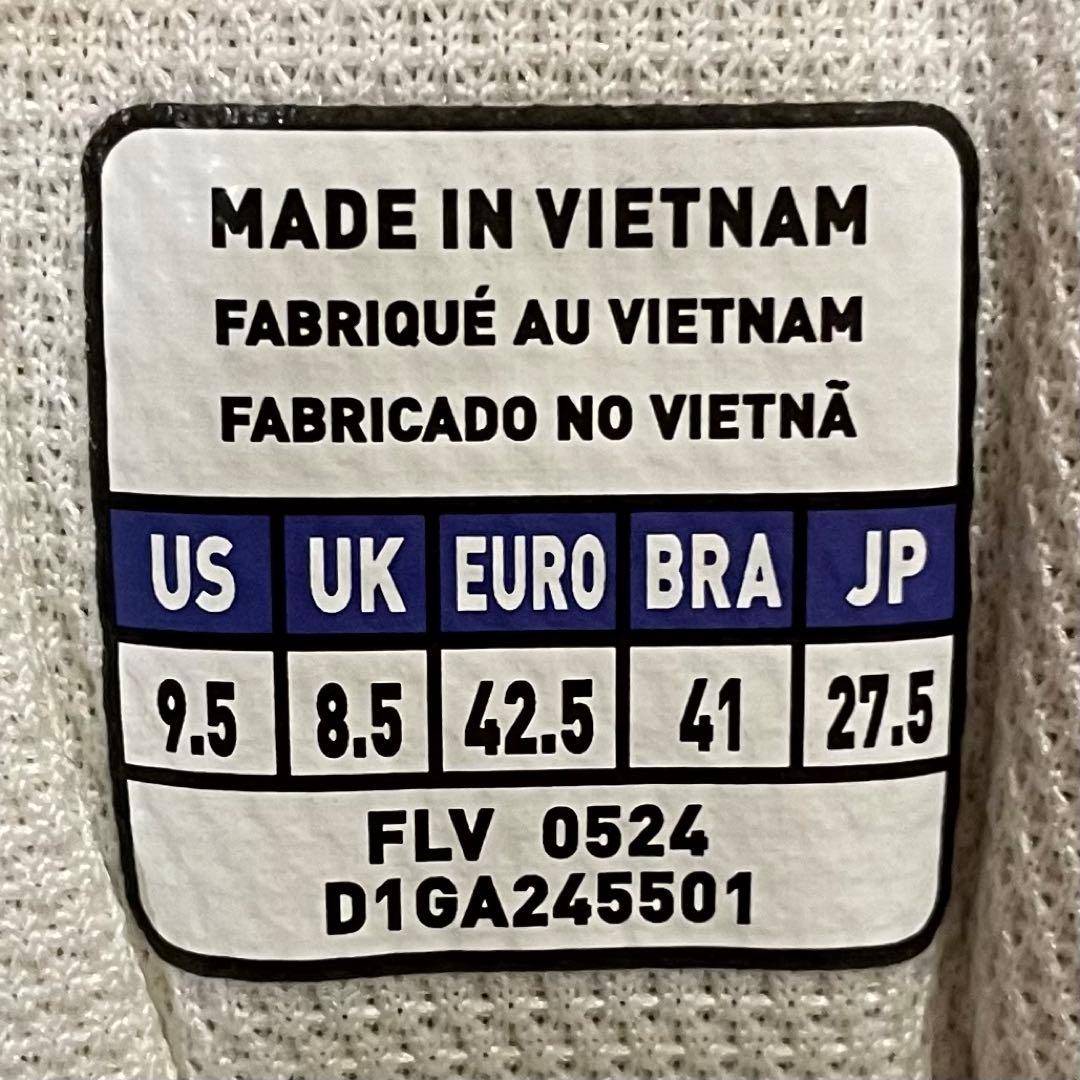 MADE IN VIETNAM
FABRIQUÉ AU VIETNAM
FABRICADO NO VIETNÃ
US UK EURO BRA JP
9.5 8.5 42.5 41 27.5
FLV 0524
D1GA245501